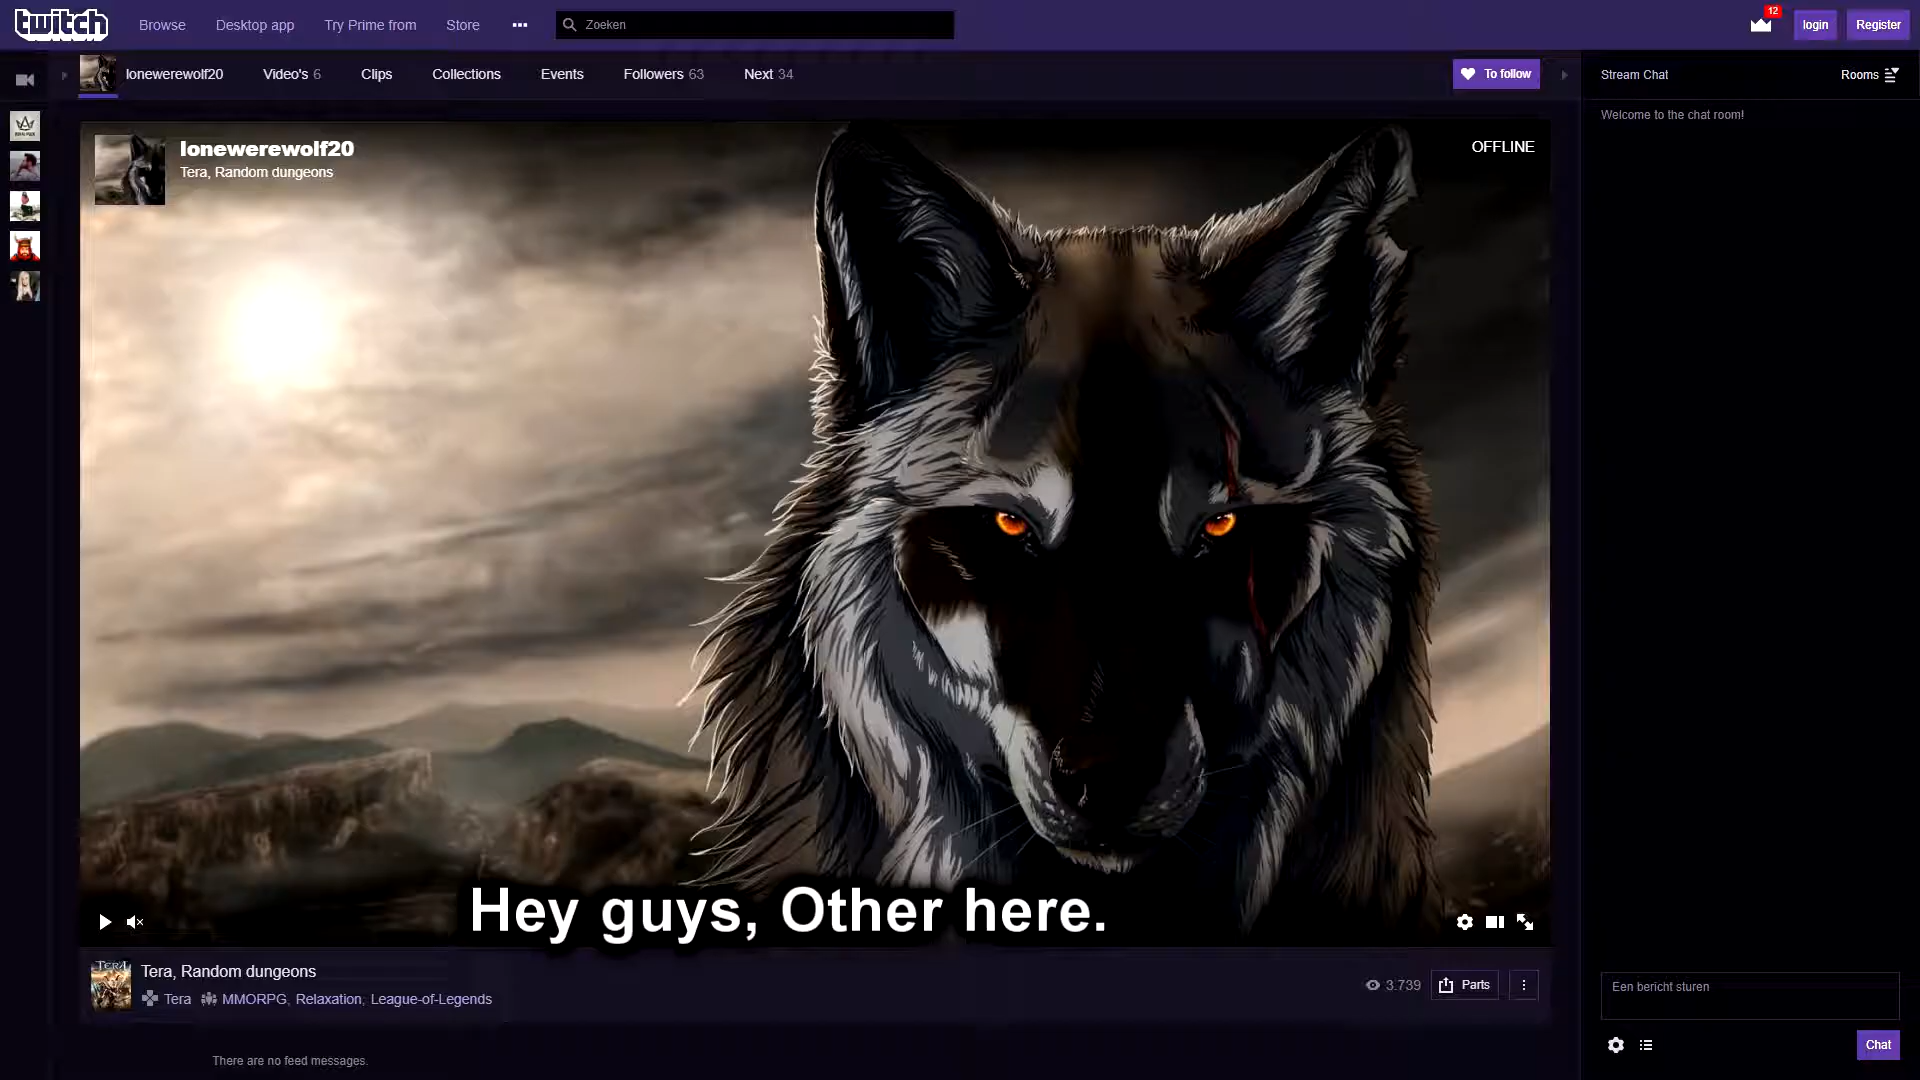 twitch Browse Desktop app Try Prime from Store ••• Zoeken 12 login Register
lonewerewolf20 Video's 6 Clips Collections Events Followers 63 Next 34 To follow Stream Chat Rooms
Welcome to the chat room!
lonewerewolf20 OFFLINE
Tera, Random dungeons
Hey guys, Other here.
TERA
Tera, Random dungeons
Tera MMORPG, Relaxation, League-of-Legends
3.739 Parts
Een bericht sturen
Chat
There are no feed messages.